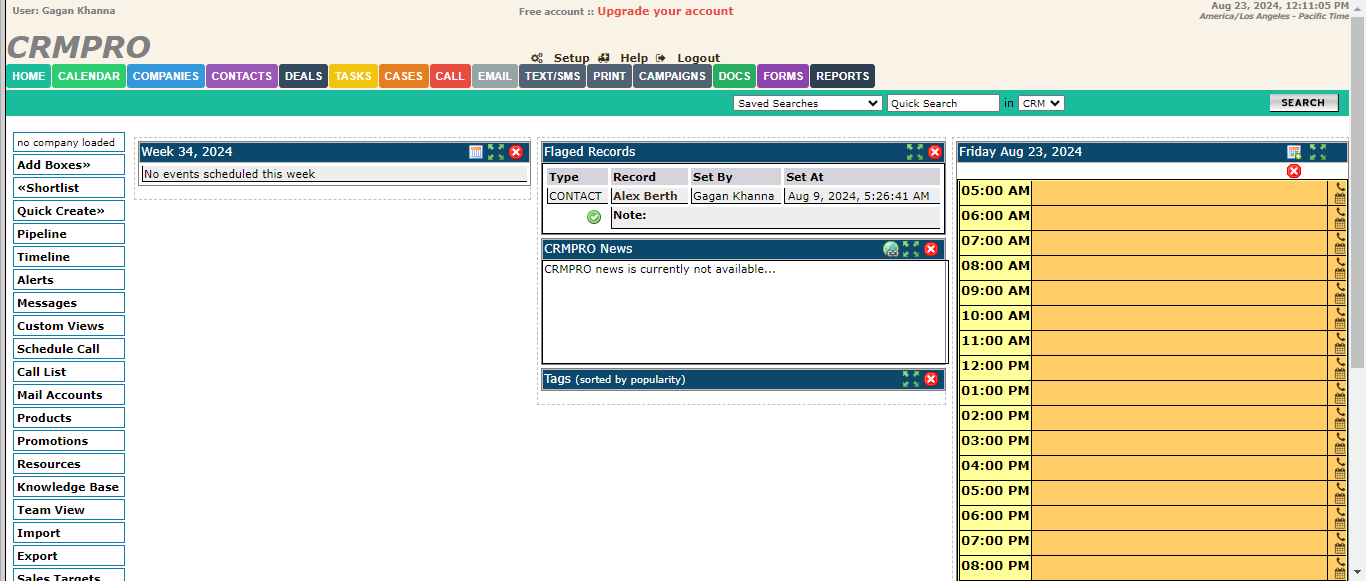 User: Gagan Khanna
Free account :: Upgrade your account
Aug 23, 2024, 12:11:05 PM
America/Los Angeles - Pacific Time
CRMPRO
Setup Help Logout
HOME CALENDAR COMPANIES CONTACTS DEALS TASKS CASES CALL EMAIL TEXT/SMS PRINT CAMPAIGNS DOCS FORMS REPORTS
Saved Searches Quick Search in CRM SEARCH
no company loaded
Add Boxes»
«Shortlist
Quick Create»
Pipeline
Timeline
Alerts
Messages
Custom Views
Schedule Call
Call List
Mail Accounts
Products
Promotions
Resources
Knowledge Base
Team View
Import
Export
Sales Targets
Week 34, 2024
No events scheduled this week
Flaged Records
Type Record Set By Set At
CONTACT Alex Berth Gagan Khanna Aug 9, 2024, 5:26:41 AM
Note:
CRMPRO News
CRMPRO news is currently not available...
Tags (sorted by popularity)
Friday Aug 23, 2024
05:00 AM
06:00 AM
07:00 AM
08:00 AM
09:00 AM
10:00 AM
11:00 AM
12:00 PM
01:00 PM
02:00 PM
03:00 PM
04:00 PM
05:00 PM
06:00 PM
07:00 PM
08:00 PM